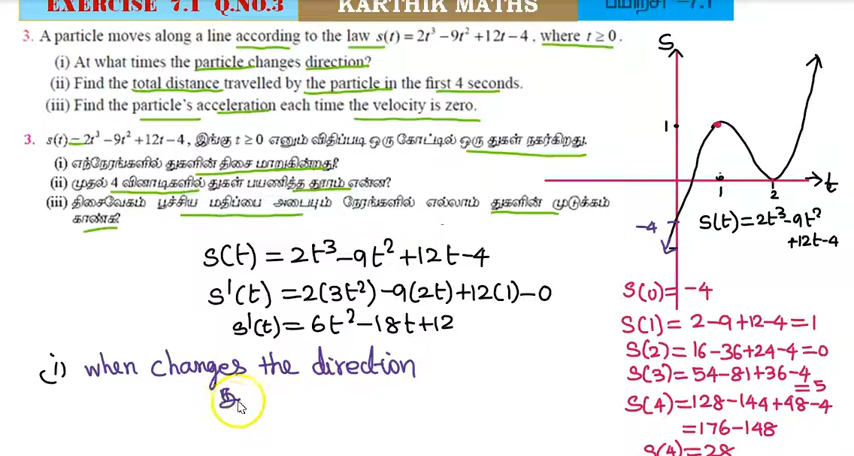 EXERCISE 7.1 Q.NO.3 KARTHIK MATHS பயிற்சி -7.1
3. A particle moves along a line according to the law s(t) = 2t³ −9t² +12t −4, where t ≥ 0.
(i) At what times the particle changes direction?
(ii) Find the total distance travelled by the particle in the first 4 seconds.
(iii) Find the particle's acceleration each time the velocity is zero.
3. s(t) = 2t³ −9t² +12t −4, இங்கு t ≥ 0 எனும் விதிப்படி ஒரு கோட்டில் ஒரு துகள் நகர்கிறது.
(i) எந்நேரங்களில் துகளின் திசை மாறுகின்றது?
(ii) முதல் 4 வினாடிகளில் துகள் பயணித்த தூரம் என்ன?
(iii) திசைவேகம் பூச்சிய மதிப்பை அடையும் நேரங்களில் எல்லாம் துகளின் முடுக்கம்
காண்க?
S(t) = 2t³ −9t² +12t −4
s'(t) = 2(3t²) −9(2t) +12(1) −0
s'(t) = 6t² −18t +12
(i) when changes the direction
S
1
1
2
t
-4
S(t) = 2t³ −9t²
+12t −4
S(0) = −4
S(1) = 2 −9 +12 −4 = 1
S(2) = 16 −36 +24 −4 = 0
S(3) = 54 −81 +36 −4
= 5
S(4) = 128 −144 +48 −4
= 176 −148
S(4) = 28